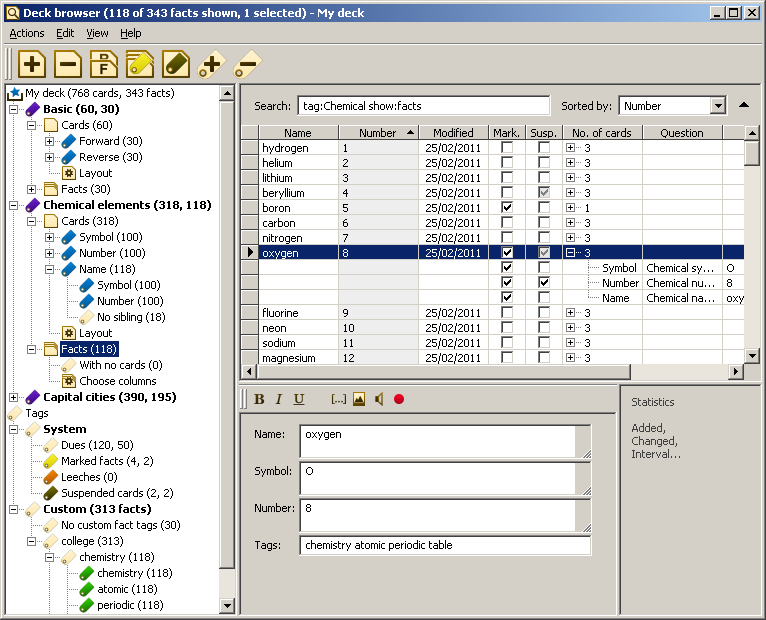 Deck browser (118 of 343 facts shown, 1 selected) - My deck
Actions Edit View Help
D F
My deck (768 cards, 343 facts)
Basic (60, 30)
Cards (60)
Forward (30)
Reverse (30)
Layout
Facts (30)
Chemical elements (318, 118)
Cards (318)
Symbol (100)
Number (100)
Name (118)
Symbol (100)
Number (100)
No sibling (18)
Layout
Facts (118)
With no cards (0)
Choose columns
Capital cities (390, 195)
Tags
System
Dues (120, 50)
Marked facts (4, 2)
Leeches (0)
Suspended cards (2, 2)
Custom (313 facts)
No custom fact tags (30)
college (313)
chemistry (118)
chemistry (118)
atomic (118)
periodic (118)
Search: tag:Chemical show:facts Sorted by: Number
Name Number Modified Mark. Susp. No. of cards Question
hydrogen 1 25/02/2011 3
helium 2 25/02/2011 3
lithium 3 25/02/2011 3
beryllium 4 25/02/2011 3
boron 5 25/02/2011 1
carbon 6 25/02/2011 3
nitrogen 7 25/02/2011 3
oxygen 8 25/02/2011 3
Symbol Chemical sy... O
Number Chemical nu... 8
Name Chemical na... oxy
fluorine 9 25/02/2011 3
neon 10 25/02/2011 3
sodium 11 25/02/2011 3
magnesium 12 25/02/2011 3
B I U [...]
Name: oxygen
Symbol: O
Number: 8
Tags: chemistry atomic periodic table
Statistics
Added,
Changed,
Interval...